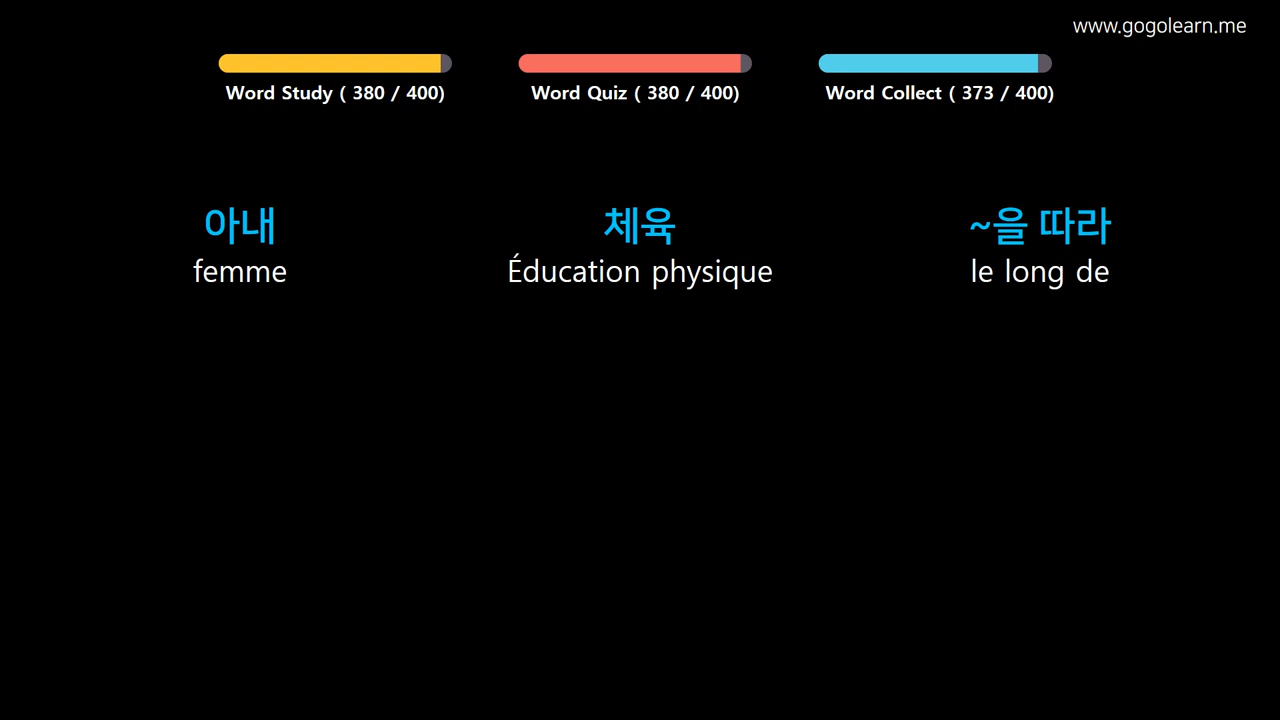 www.gogolearn.me
Word Study ( 380 / 400)
Word Quiz ( 380 / 400)
Word Collect ( 373 / 400)
아내
femme
체육
Éducation physique
~을 따라
le long de